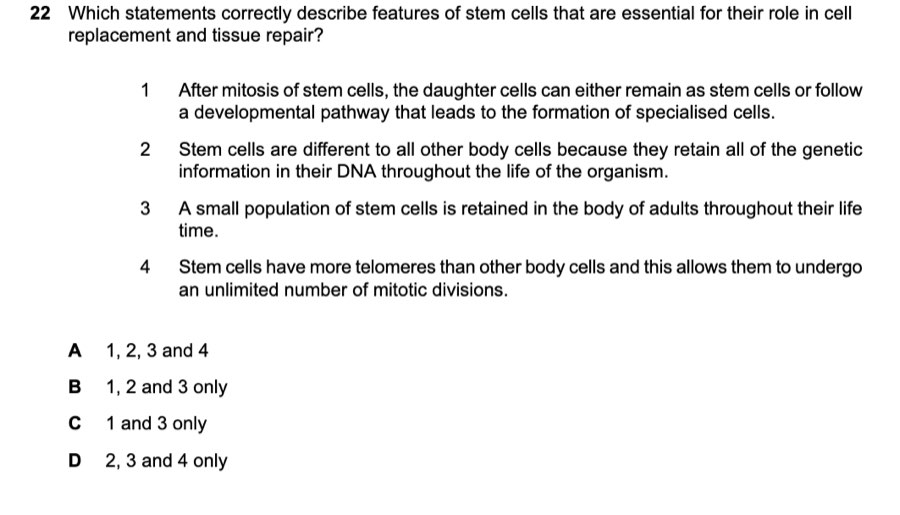 22 Which statements correctly describe features of stem cells that are essential for their role in cell
replacement and tissue repair?
1 After mitosis of stem cells, the daughter cells can either remain as stem cells or follow
a developmental pathway that leads to the formation of specialised cells.
2 Stem cells are different to all other body cells because they retain all of the genetic
information in their DNA throughout the life of the organism.
3 A small population of stem cells is retained in the body of adults throughout their life
time.
4 Stem cells have more telomeres than other body cells and this allows them to undergo
an unlimited number of mitotic divisions.
A 1, 2, 3 and 4
B 1, 2 and 3 only
C 1 and 3 only
D 2, 3 and 4 only